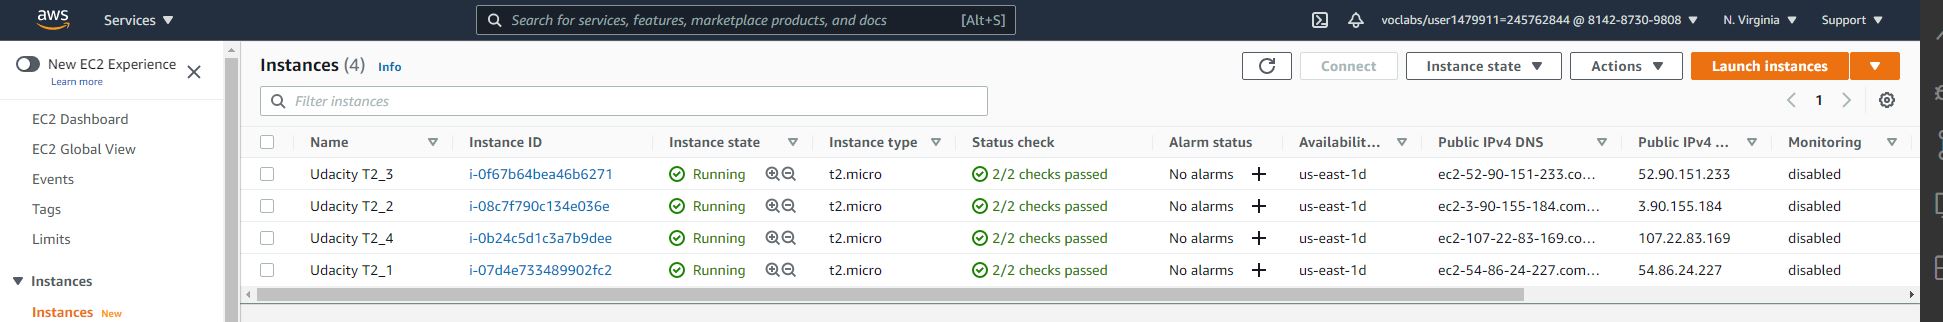 aws Services Search for services, features, marketplace products, and docs [Alt+S] voclabs/user1479911=245762844 @ 8142-8730-9808 N. Virginia Support
New EC2 Experience
Learn more
EC2 Dashboard
EC2 Global View
Events
Tags
Limits
Instances
Instances New
Instances (4) Info Connect Instance state Actions Launch instances
Filter instances 1
Name Instance ID Instance state Instance type Status check Alarm status Availabilit... Public IPv4 DNS Public IPv4 ... Monitoring
Udacity T2_3 i-0f67b64bea46b6271 Running t2.micro 2/2 checks passed No alarms us-east-1d ec2-52-90-151-233.co... 52.90.151.233 disabled
Udacity T2_2 i-08c7f790c134e036e Running t2.micro 2/2 checks passed No alarms us-east-1d ec2-3-90-155-184.com... 3.90.155.184 disabled
Udacity T2_4 i-0b24c5d1c3a7b9dee Running t2.micro 2/2 checks passed No alarms us-east-1d ec2-107-22-83-169.co... 107.22.83.169 disabled
Udacity T2_1 i-07d4e733489902fc2 Running t2.micro 2/2 checks passed No alarms us-east-1d ec2-54-86-24-227.com... 54.86.24.227 disabled